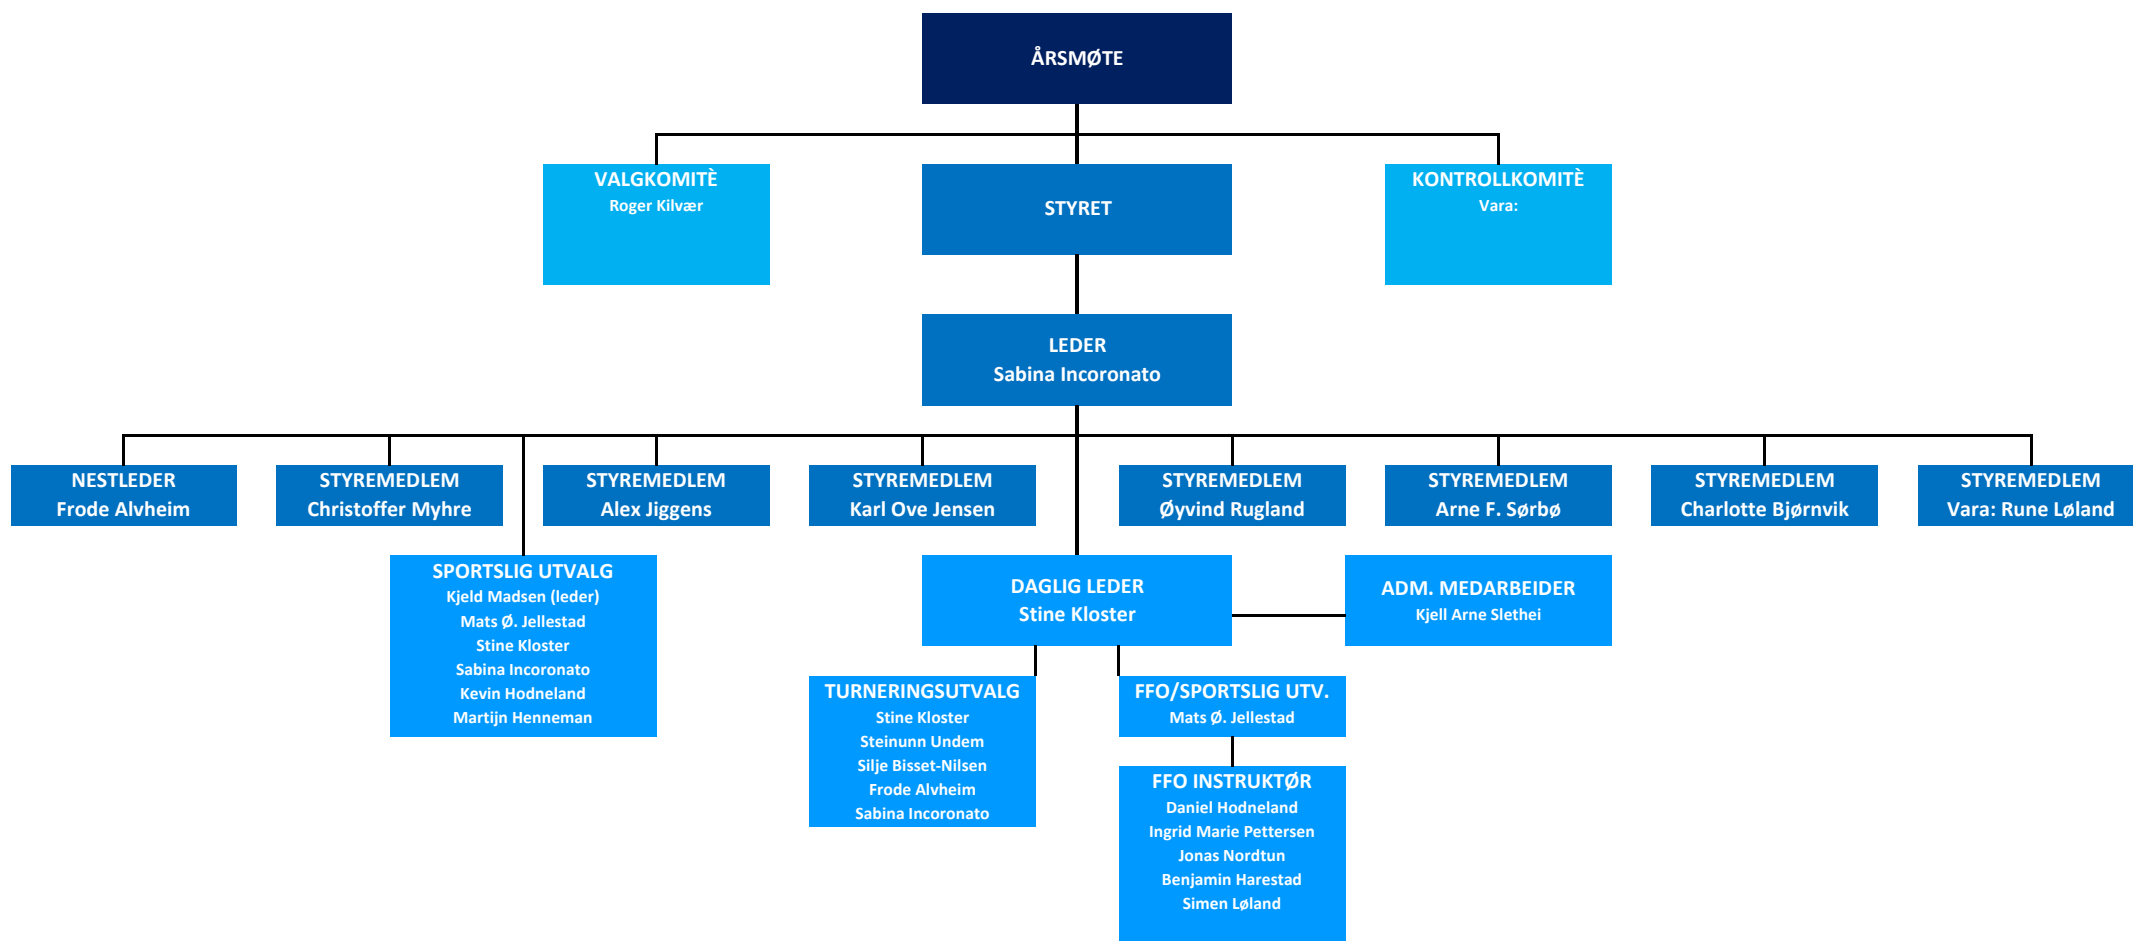 ÅRSMØTE
VALGKOMITÈ
Roger Kilvær
STYRET
KONTROLLKOMITÈ
Vara:
LEDER
Sabina Incoronato
NESTLEDER
Frode Alvheim
STYREMEDLEM
Christoffer Myhre
STYREMEDLEM
Alex Jiggens
STYREMEDLEM
Karl Ove Jensen
STYREMEDLEM
Øyvind Rugland
STYREMEDLEM
Arne F. Sørbø
STYREMEDLEM
Charlotte Bjørnvik
STYREMEDLEM
Vara: Rune Løland
SPORTSLIG UTVALG
Kjeld Madsen (leder)
Mats Ø. Jellestad
Stine Kloster
Sabina Incoronato
Kevin Hodneland
Martijn Henneman
DAGLIG LEDER
Stine Kloster
ADM. MEDARBEIDER
Kjell Arne Slethei
TURNERINGSUTVALG
Stine Kloster
Steinunn Undem
Silje Bisset-Nilsen
Frode Alvheim
Sabina Incoronato
FFO/SPORTSLIG UTV.
Mats Ø. Jellestad
FFO INSTRUKTØR
Daniel Hodneland
Ingrid Marie Pettersen
Jonas Nordtun
Benjamin Harestad
Simen Løland